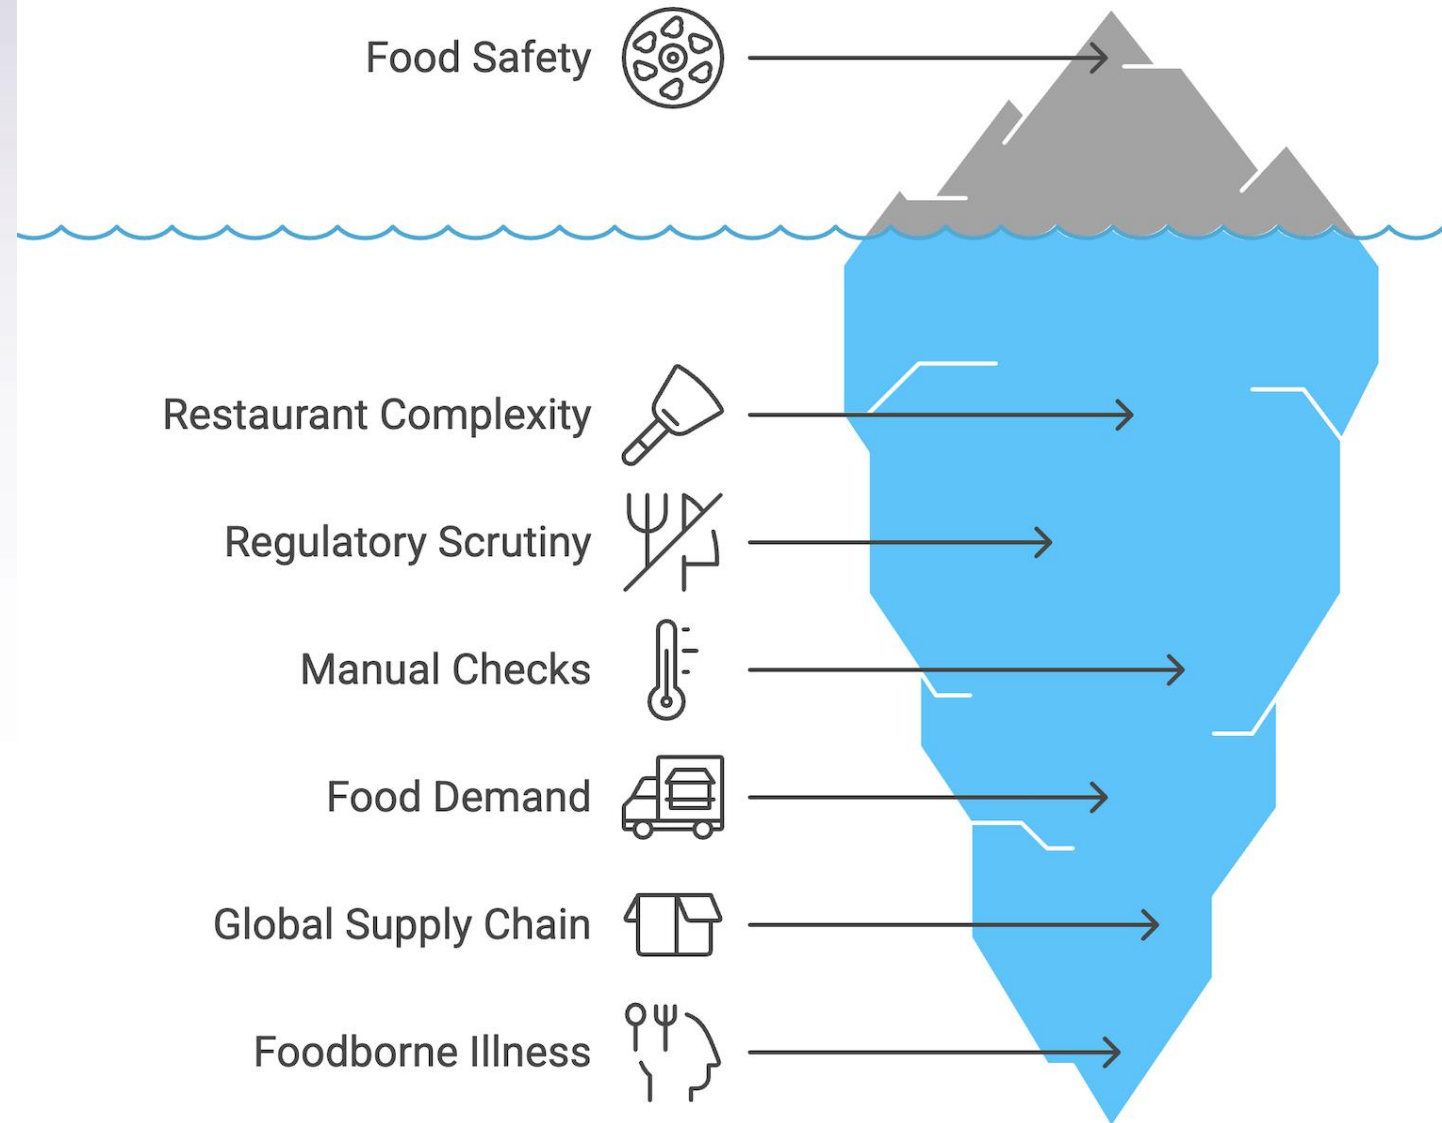 Food Safety
Restaurant Complexity
Regulatory Scrutiny
Manual Checks
Food Demand
Global Supply Chain
Foodborne Illness